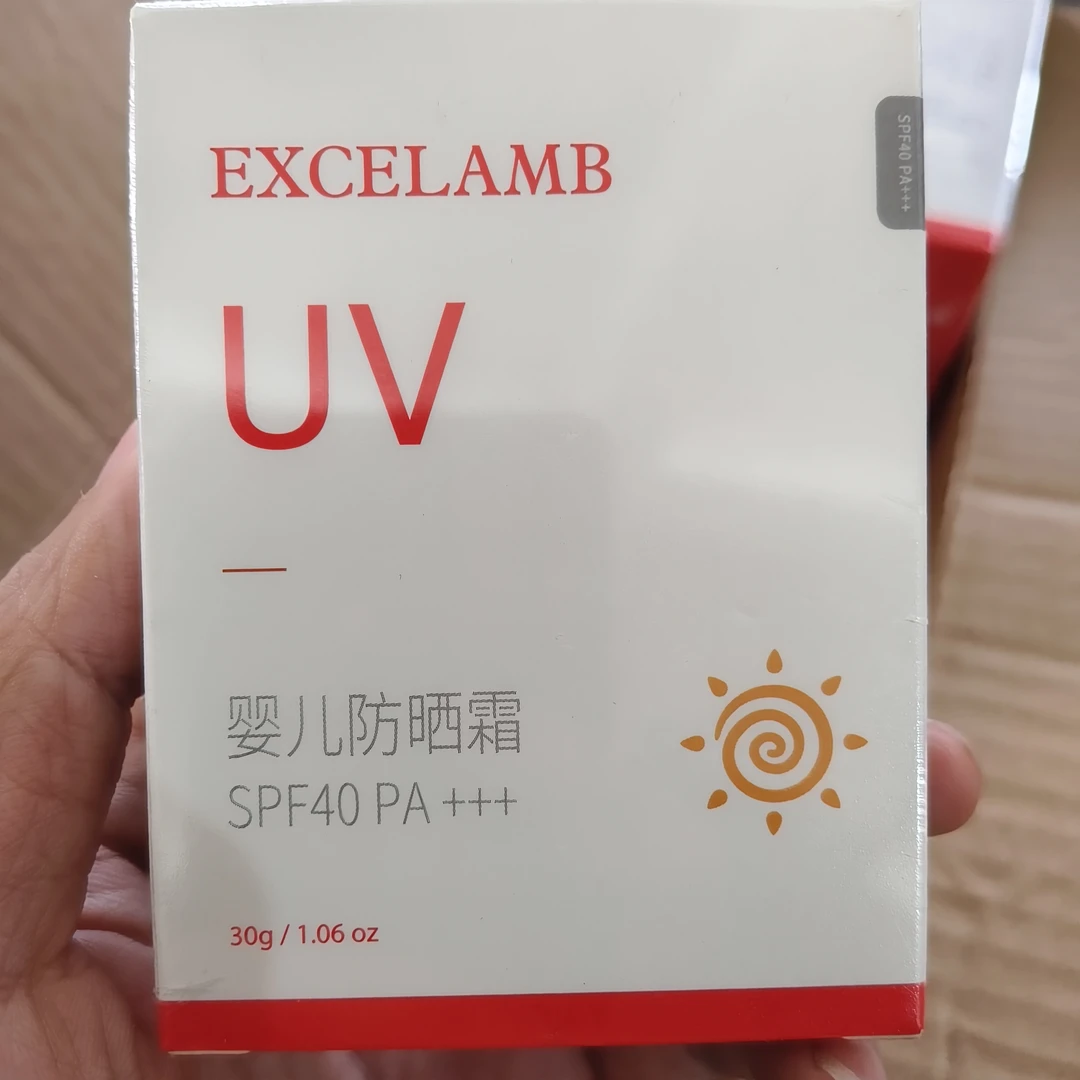 EXCELAMB
SPF40 PA+++
UV
婴儿防晒霜
SPF40 PA +++
30g / 1.06 oz